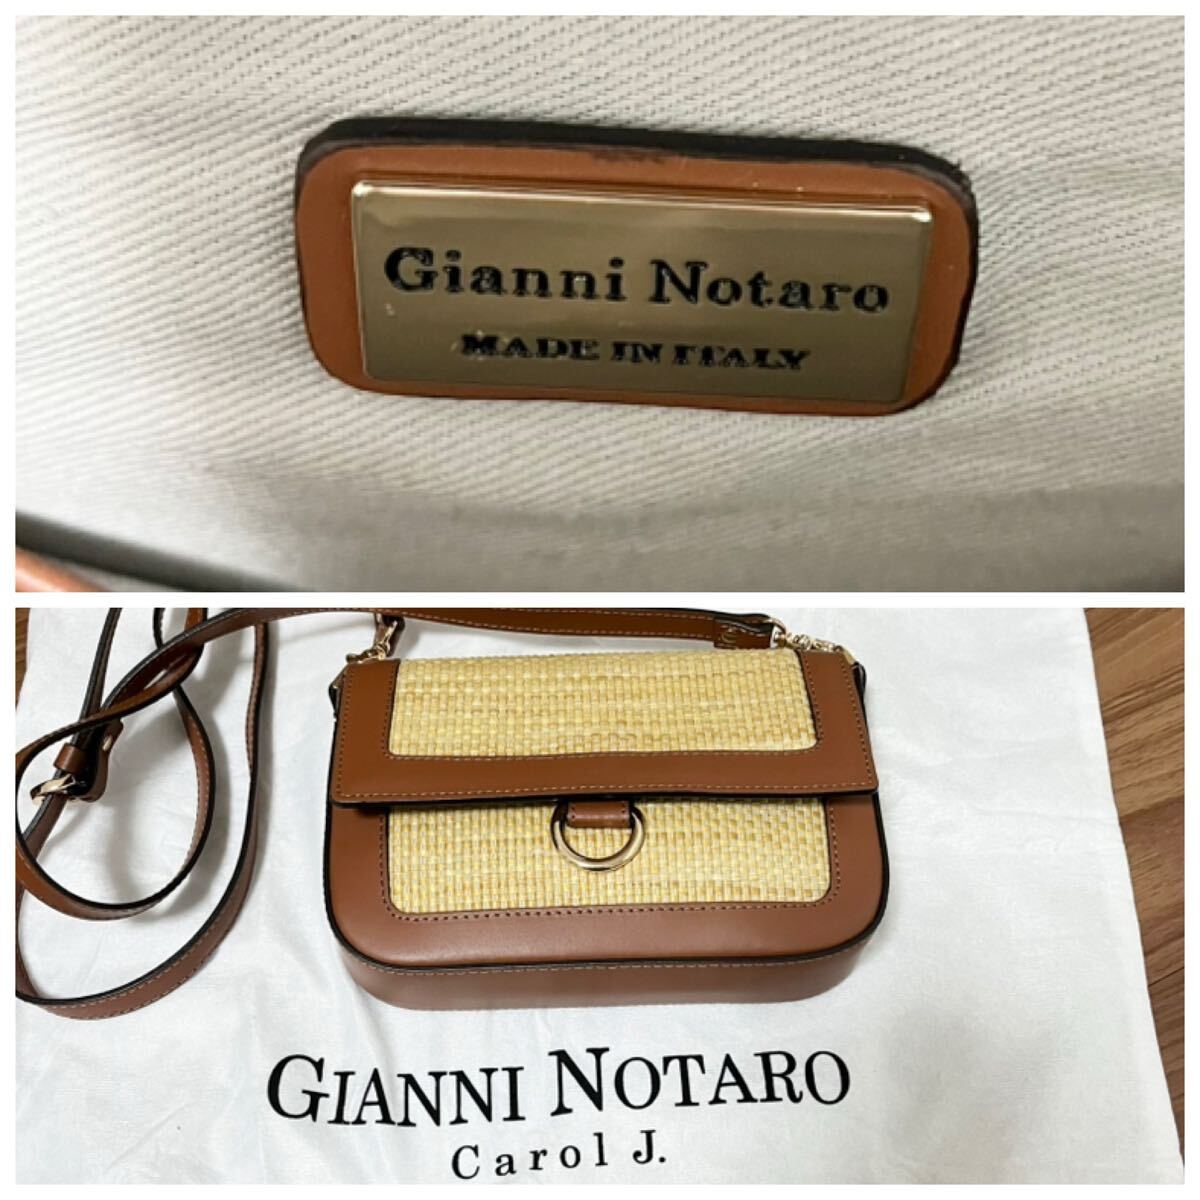 Gianni Notaro
MADE IN ITALY
GIANNI NOTARO
Carol J.